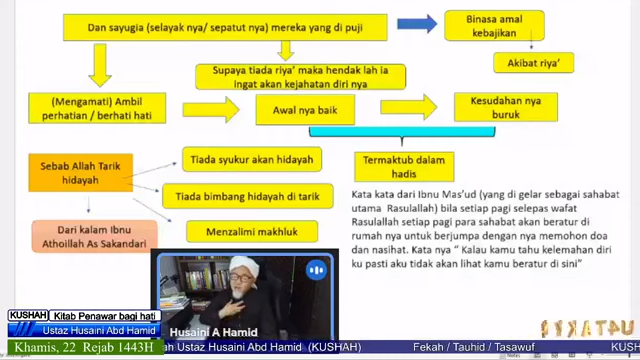 Dan sayugia (selayak nya/ sepatut nya) mereka yang di puji
Binasa amal
kebajikan
Akibat riya'
Supaya tiada riya' maka hendak lah ia
ingat akan kejahatan diri nya
(Mengamati) Ambil
perhatian / berhati hati
Awal nya baik
Kesudahan nya
buruk
Sebab Allah Tarik
hidayah
Tiada syukur akan hidayah
Termaktub dalam
hadis
Tiada bimbang hidayah di tarik
Dari kalam Ibnu
Athoillah As Sakandari
Menzalimi makhluk
Kata kata dari Ibnu Mas'ud (yang di gelar sebagai sahabat
utama Rasulallah) bila setiap pagi selepas wafat
Rasulallah setiap pagi para sahabat akan beratur di
rumah nya untuk berjumpa dengan nya memohon doa
dan nasihat. Kata nya " Kalau kamu tahu kelemahan diri
ku pasti aku tidak akan lihat kamu beratur di sini"
KUSHAH Kitab Penawar bagi hati
Ustaz Husaini Abd Hamid
Husaini A Hamid
Khamis, 22 Rejab 1443H
ah Ustaz Husaini Abd Hamid (KUSHAH) Fekah / Tauhid / Tasawuf KUSH
Notes